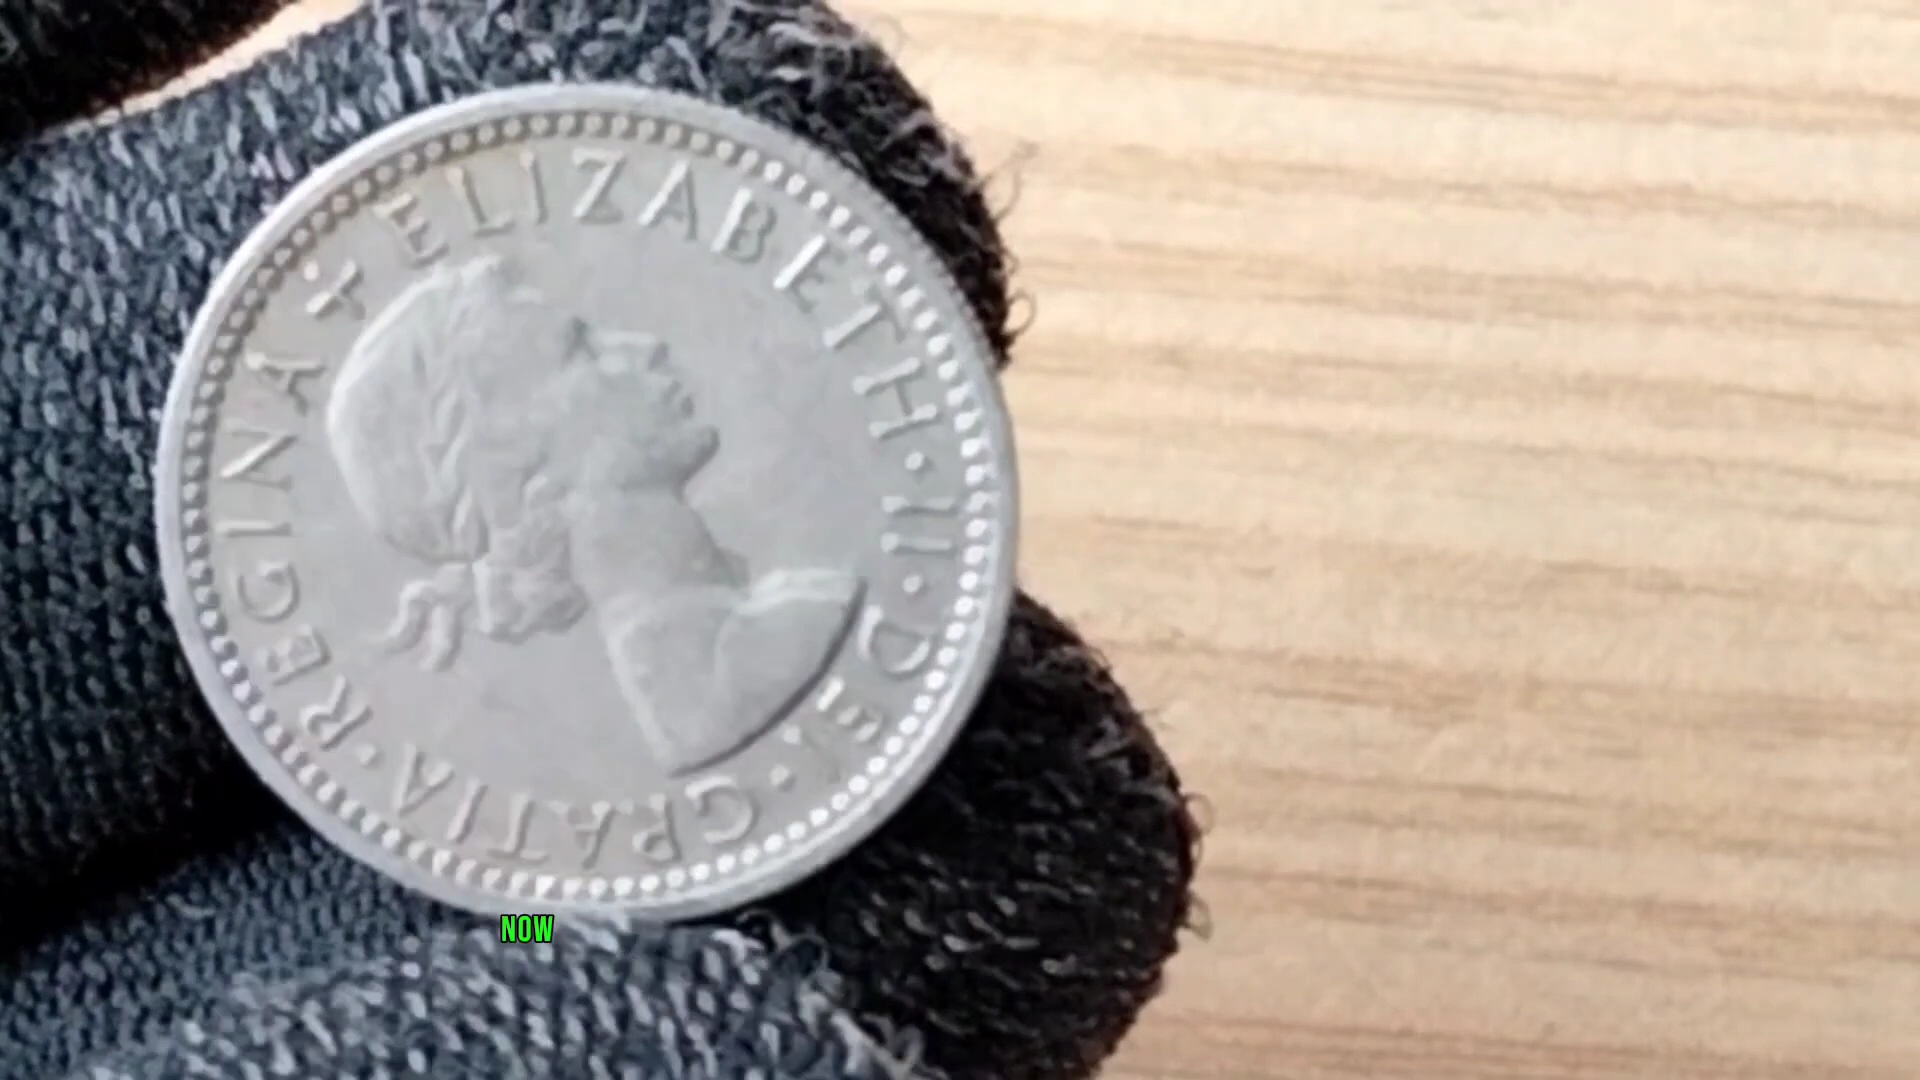 + ELIZABETH · II · DEI · GRATIA · REGINA
NOW